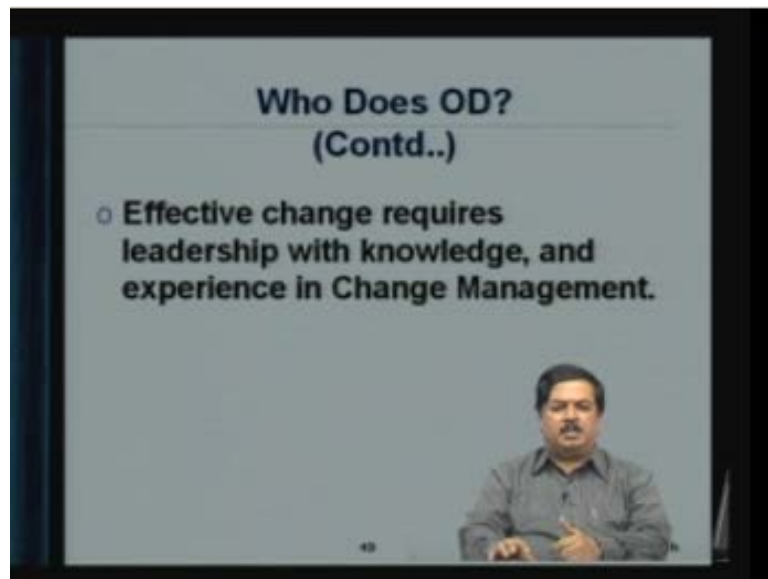 Who Does OD?
(Contd..)
o Effective change requires
leadership with knowledge, and
experience in Change Management.